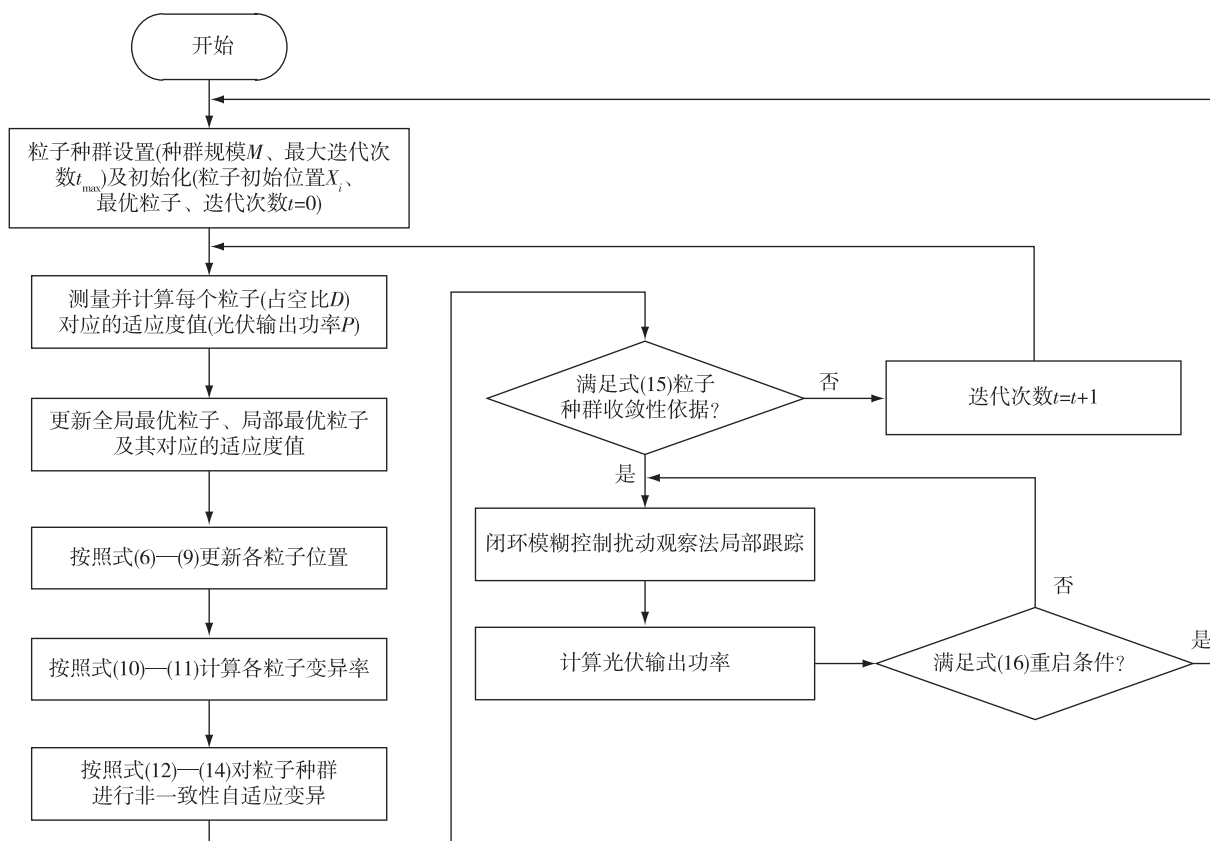 开始
粒子种群设置(种群规模M、最大迭代次
数tmax)及初始化(粒子初始位置Xi、
最优粒子、迭代次数t=0)
测量并计算每个粒子(占空比D)
对应的适应度值(光伏输出功率P)
更新全局最优粒子、局部最优粒子
及其对应的适应度值
按照式(6)—(9)更新各粒子位置
按照式(10)—(11)计算各粒子变异率
按照式(12)—(14)对粒子种群
进行非一致性自适应变异
满足式(15)粒子
种群收敛性依据?
否
迭代次数t=t+1
是
闭环模糊控制扰动观察法局部跟踪
计算光伏输出功率
否
满足式(16)重启条件?
是